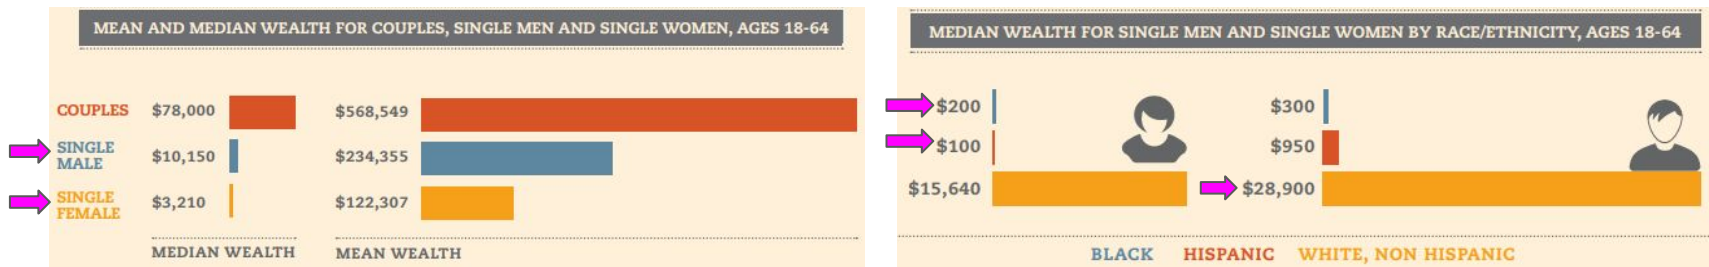 MEAN AND MEDIAN WEALTH FOR COUPLES, SINGLE MEN AND SINGLE WOMEN, AGES 18-64
COUPLES $78,000 $568,549
SINGLE
MALE $10,150 $234,355
SINGLE
FEMALE $3,210 $122,307
MEDIAN WEALTH MEAN WEALTH
MEDIAN WEALTH FOR SINGLE MEN AND SINGLE WOMEN BY RACE/ETHNICITY, AGES 18-64
$200 $300
$100 $950
$15,640 $28,900
BLACK HISPANIC WHITE, NON HISPANIC